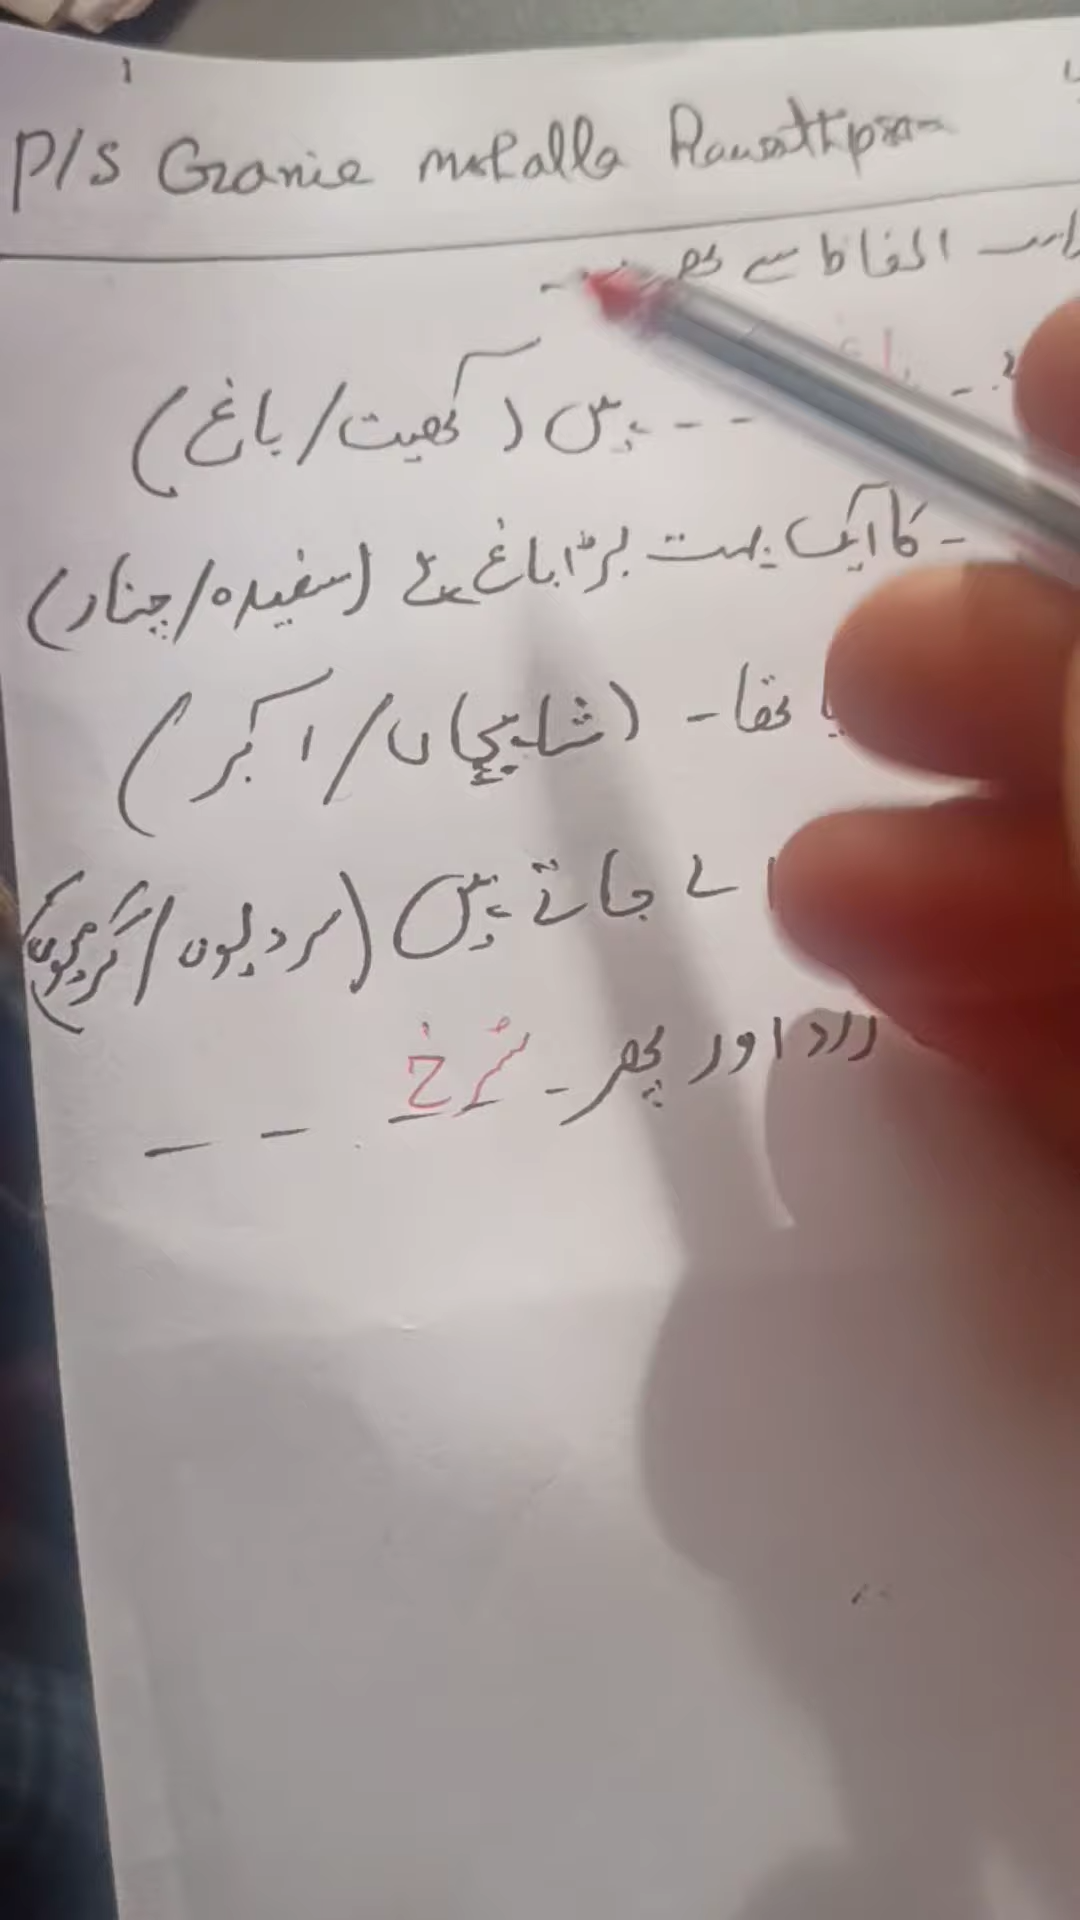 P/S Ganie mohalla Rawathpora
الفاظ سے
ہیں (کھیت/باغ)
کا ایک بہت بڑا باغ ہے (سفیدہ/چنار)
تھا۔ (شاہجہاں/اکبر)
جاتے ہیں (سردیوں/گرمیوں)
اور پھر۔ سُرخ